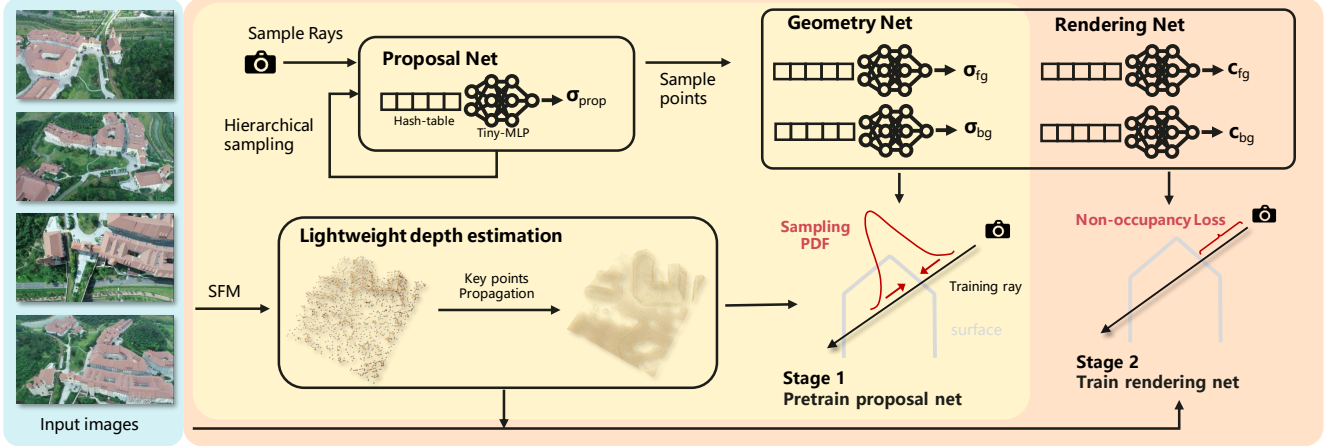 Sample Rays
Proposal Net
Hash-table
Tiny-MLP
σprop
Hierarchical
sampling
Sample
points
Geometry Net
σfg
σbg
Rendering Net
cfg
cbg
SFM
Lightweight depth estimation
Key points
Propagation
Sampling
PDF
Training ray
surface
Stage 1
Pretrain proposal net
Non-occupancy Loss
Stage 2
Train rendering net
Input images